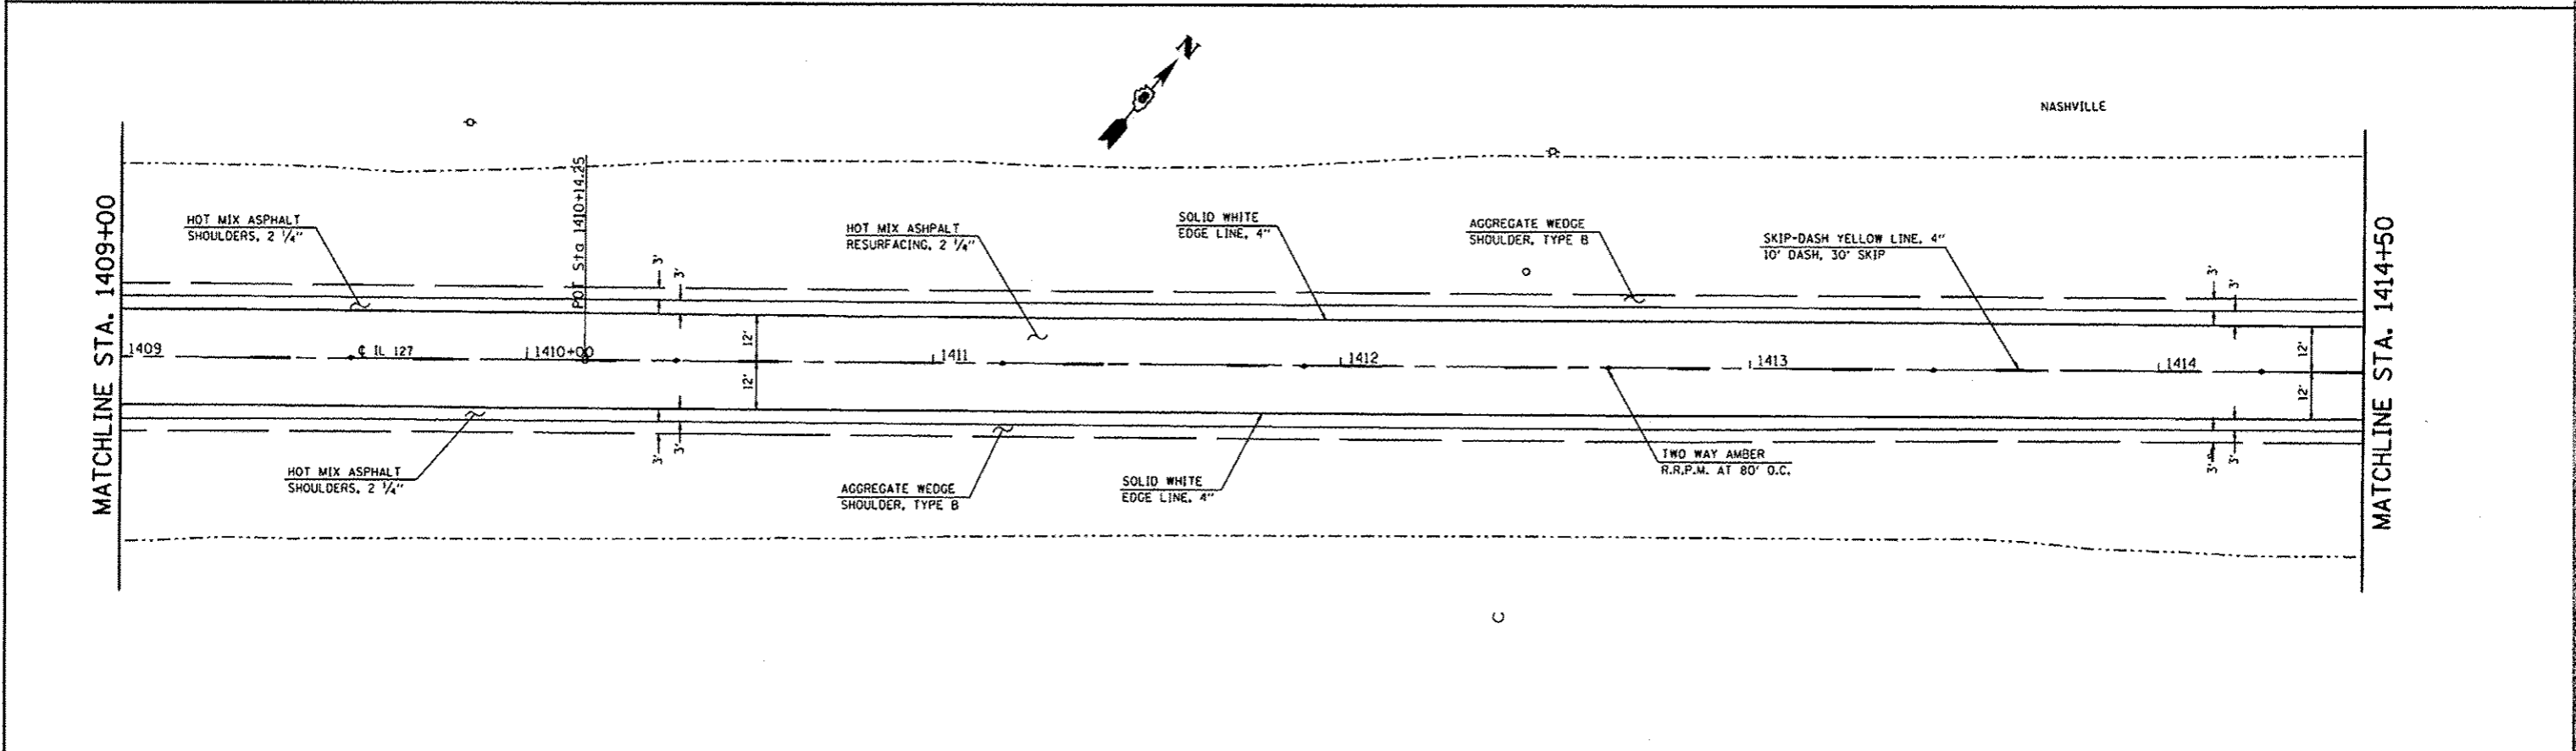 N
NASHVILLE
MATCHLINE STA. 1409+00
POT Sta 1410+14.25
HOT MIX ASPHALT
SHOULDERS, 2 1/4"
HOT MIX ASHPALT
RESURFACING, 2 1/4"
SOLID WHITE
EDGE LINE, 4"
AGGREGATE WEDGE
SHOULDER, TYPE B
SKIP-DASH YELLOW LINE, 4"
10' DASH, 30' SKIP
MATCHLINE STA. 1414+50
3'
3'
3'
3'
12'
12'
1409
℄ IL 127
1410+00
1411
1412
1413
1414
12'
12'
3'
3'
3'
3'
HOT MIX ASPHALT
SHOULDERS, 2 1/4"
AGGREGATE WEDGE
SHOULDER, TYPE B
SOLID WHITE
EDGE LINE, 4"
TWO WAY AMBER
R.R.P.M. AT 80' O.C.